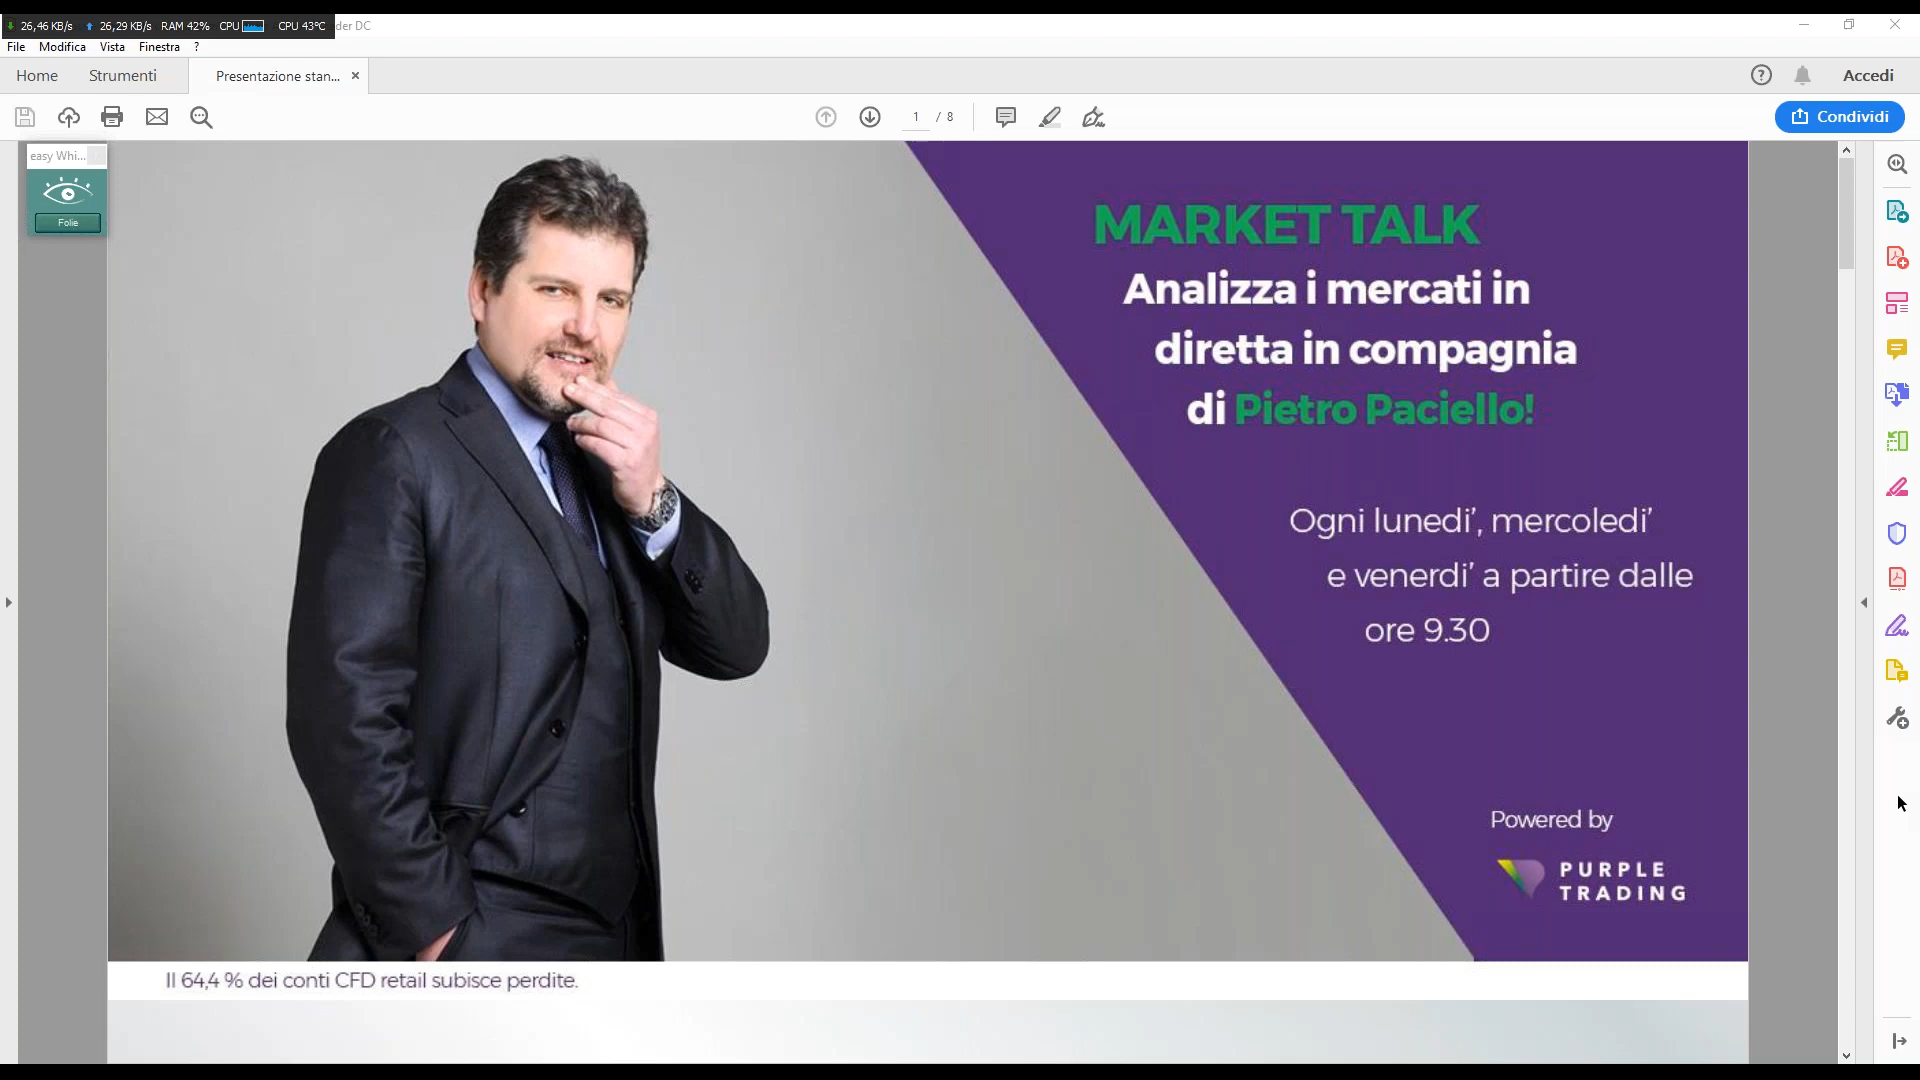 26,46 KB/s 26,29 KB/s RAM 42% CPU CPU 43°C der DC
File Modifica Vista Finestra ?
Home Strumenti Presentazione stan... × Accedi
1 / 8 Condividi
easy Whi...
Folie
MARKET TALK
Analizza i mercati in
diretta in compagnia
di Pietro Paciello!
Ogni lunedi’, mercoledi’
e venerdi’ a partire dalle
ore 9.30
Powered by
PURPLE
TRADING
Il 64,4 % dei conti CFD retail subisce perdite.